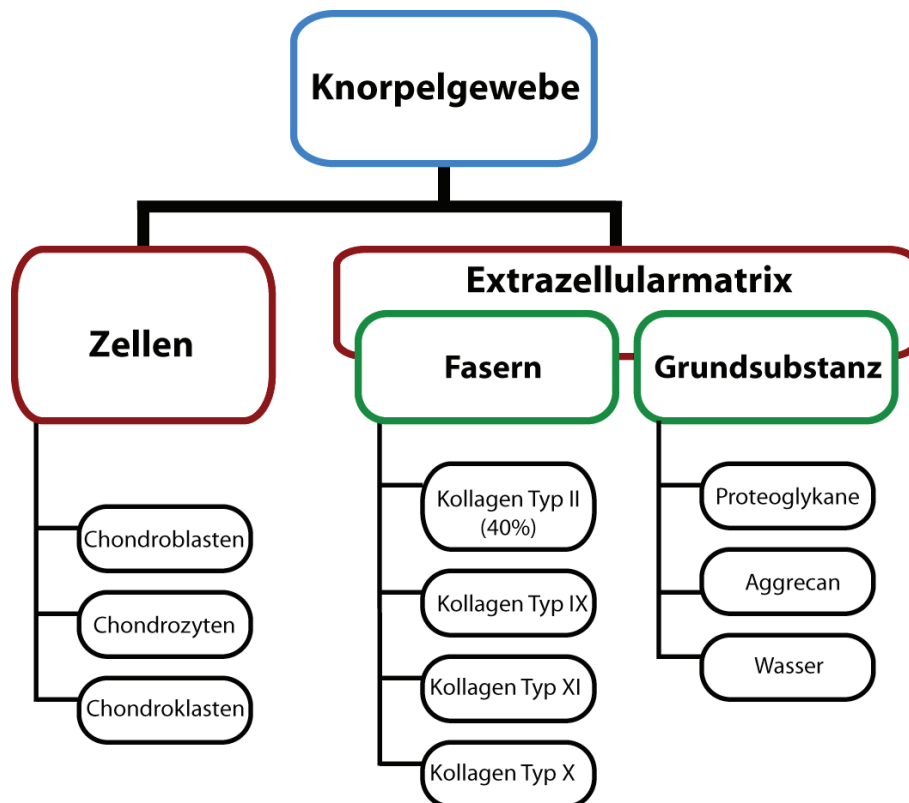 Knorpelgewebe
Zellen
Chondroblasten
Chondrozyten
Chondroklasten
Extrazellularmatrix
Fasern
Kollagen Typ II
(40%)
Kollagen Typ IX
Kollagen Typ XI
Kollagen Typ X
Grundsubstanz
Proteoglykane
Aggrecan
Wasser